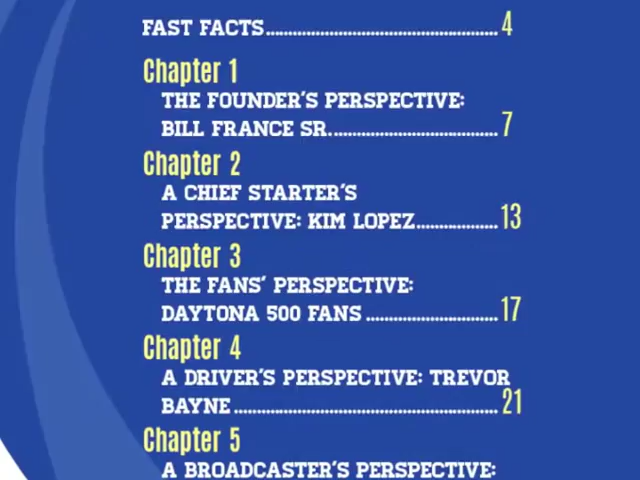 FAST FACTS.................................................. 4
Chapter 1
THE FOUNDER'S PERSPECTIVE:
BILL FRANCE SR................................... 7
Chapter 2
A CHIEF STARTER'S
PERSPECTIVE: KIM LOPEZ.................. 13
Chapter 3
THE FANS' PERSPECTIVE:
DAYTONA 500 FANS ............................. 17
Chapter 4
A DRIVER'S PERSPECTIVE: TREVOR
BAYNE ......................................................... 21
Chapter 5
A BROADCASTER'S PERSPECTIVE: